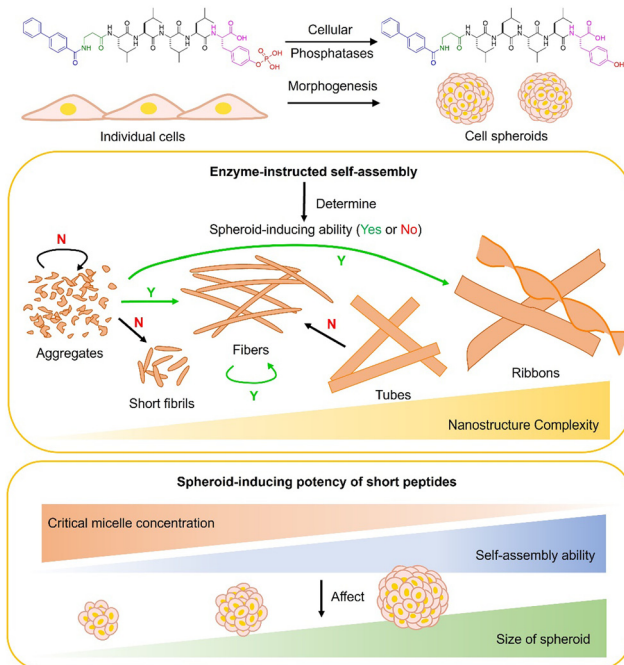 Cellular
Phosphatases
Morphogenesis
Individual cells
Cell spheroids
Enzyme-instructed self-assembly
Determine
Spheroid-inducing ability (Yes or No)
N
Y
Y
N
N
Aggregates
Short fibrils
Fibers
Y
Tubes
Ribbons
Nanostructure Complexity
Spheroid-inducing potency of short peptides
Critical micelle concentration
Self-assembly ability
Affect
Size of spheroid